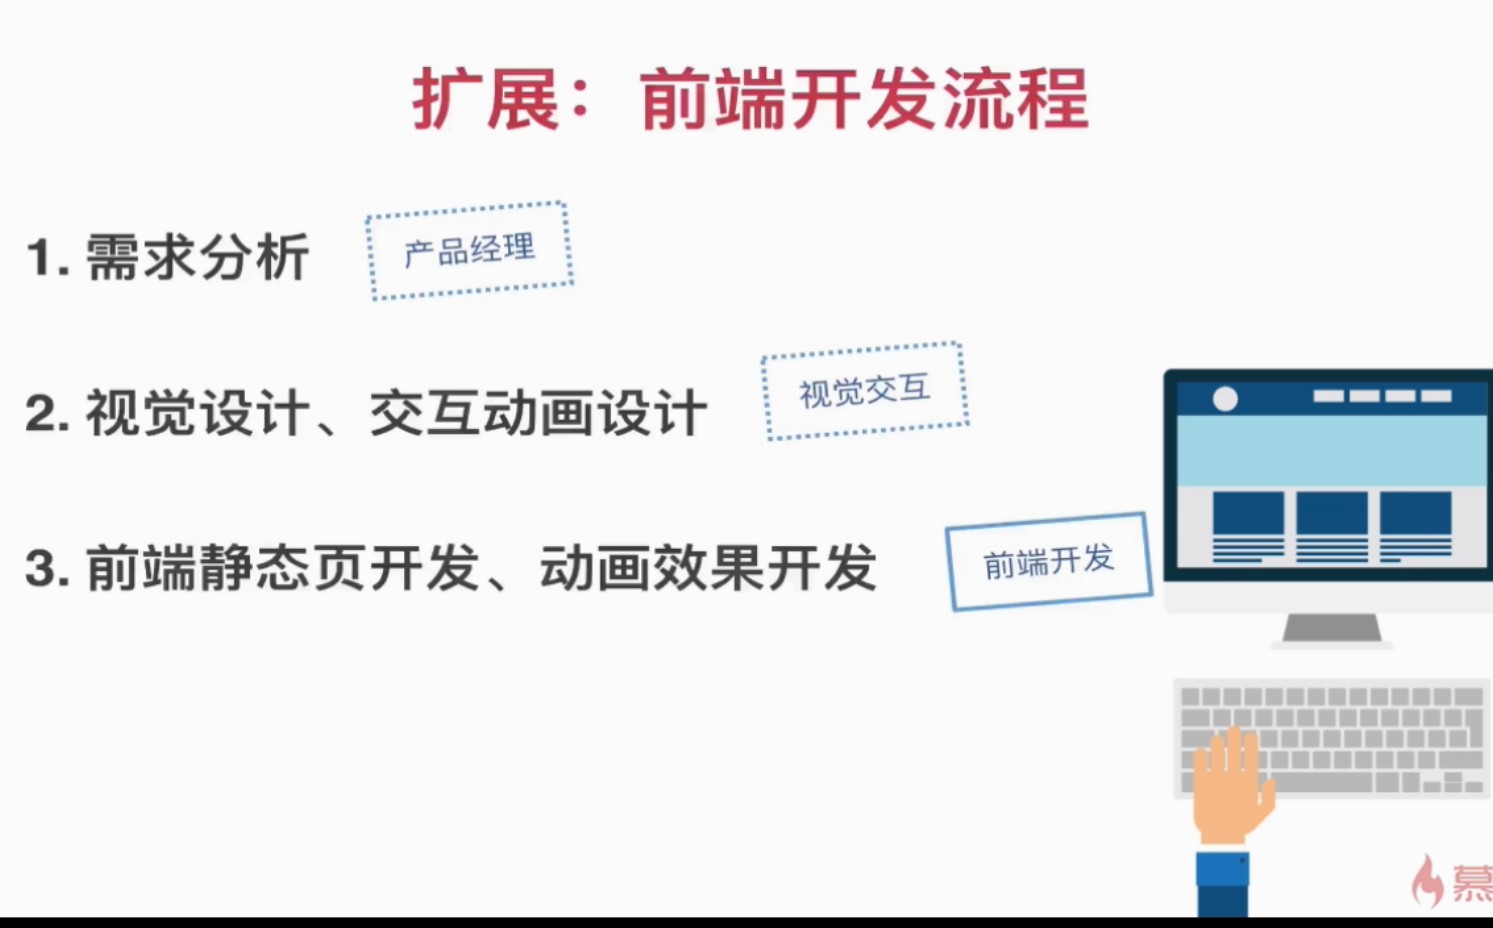 扩展：前端开发流程
1. 需求分析
产品经理
2. 视觉设计、交互动画设计
视觉交互
3. 前端静态页开发、动画效果开发
前端开发
慕